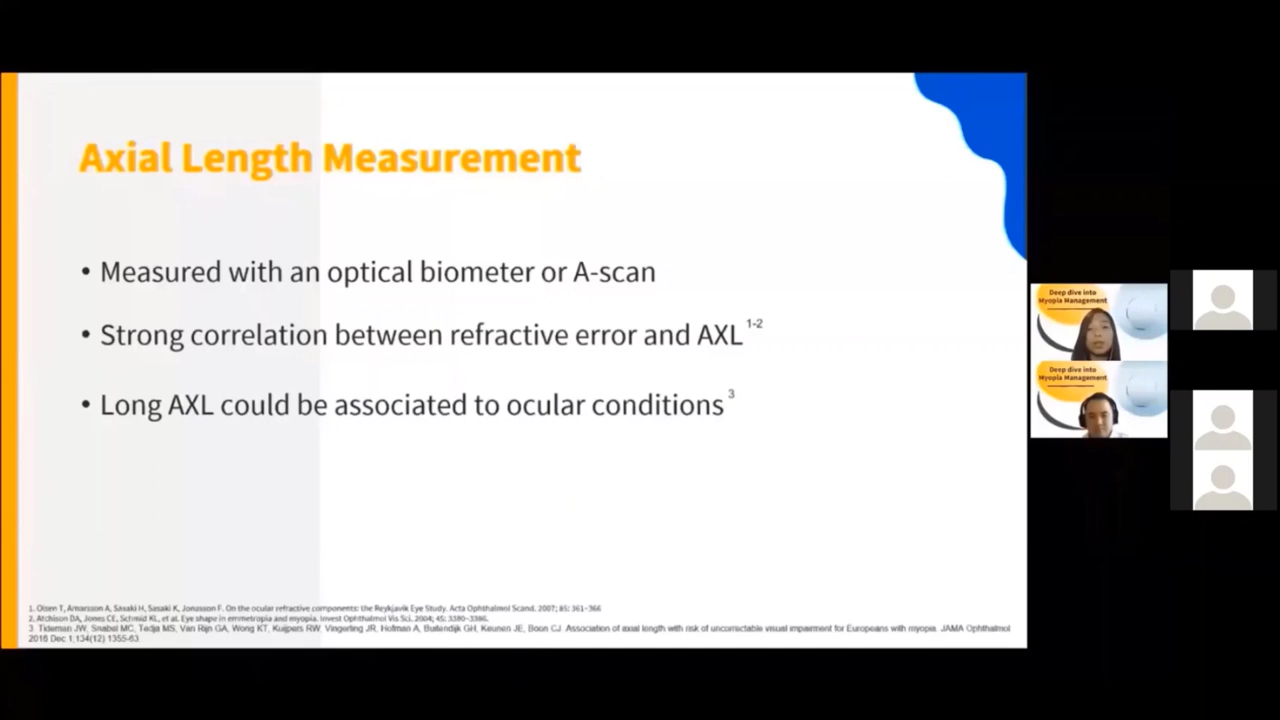 Axial Length Measurement
• Measured with an optical biometer or A-scan
• Strong correlation between refractive error and AXL 1-2
• Long AXL could be associated to ocular conditions 3
1. Olsen T, Arnarsson A, Sasaki H, Sasaki K, Jonasson F. On the ocular refractive components: the Reykjavik Eye Study. Acta Ophthalmol Scand. 2007; 85: 361-366
2. Atchison DA, Jones CE, Schmid KL, et al. Eye shape in emmetropia and myopia. Invest Ophthalmol Vis Sci. 2004; 45: 3380-3386.
3. Tideman JW, Snabel MC, Tedja MS, Van Rijn GA, Wong KT, Kuijpers RW, Vingerling JR, Hofman A, Buitendijk GH, Keunen JE, Boon CJ. Association of axial length with risk of uncorrectable visual impairment for Europeans with myopia. JAMA Ophthalmol
2016 Dec 1;134(12) 1355-63.
Deep dive into
Myopia Management
Deep dive into
Myopia Management